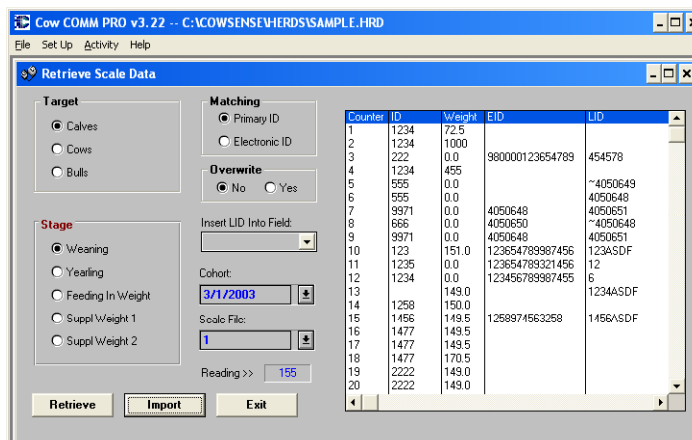 Cow COMM PRO v3.22 -- C:\COWSENSE\HERDS\SAMPLE.HRD
File Set Up Activity Help
Retrieve Scale Data
Target
Calves
Cows
Bulls
Stage
Weaning
Yearling
Feeding In Weight
Suppl Weight 1
Suppl Weight 2
Matching
Primary ID
Electronic ID
Overwrite
No Yes
Insert LID Into Field:
Cohort:
3/1/2003
Scale File:
1
Reading >> 155
Retrieve Import Exit
Counter ID Weight EID LID
1 1234 72.5
2 1234 1000
3 222 0.0 980000123654789 454578
4 1234 455
5 555 0.0 ~4050649
6 555 0.0 4050648
7 9971 0.0 4050648 4050651
8 666 0.0 4050650 ~4050648
9 9971 0.0 4050648 4050651
10 123 151.0 123654789987456 123ASDF
11 1235 0.0 123654789321456 12
12 1234 0.0 123456789987455 6
13 149.0 1234ASDF
14 1258 150.0
15 1456 149.5 1258974563258 1456ASDF
16 1477 149.5
17 1477 149.5
18 1477 170.5
19 2222 149.0
20 2222 149.0